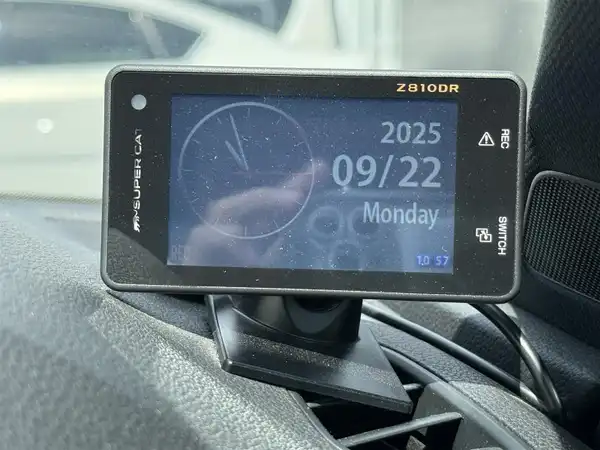 Z810DR
SUPER CAT
2025
09/22
Monday
10:57
REC
SWITCH